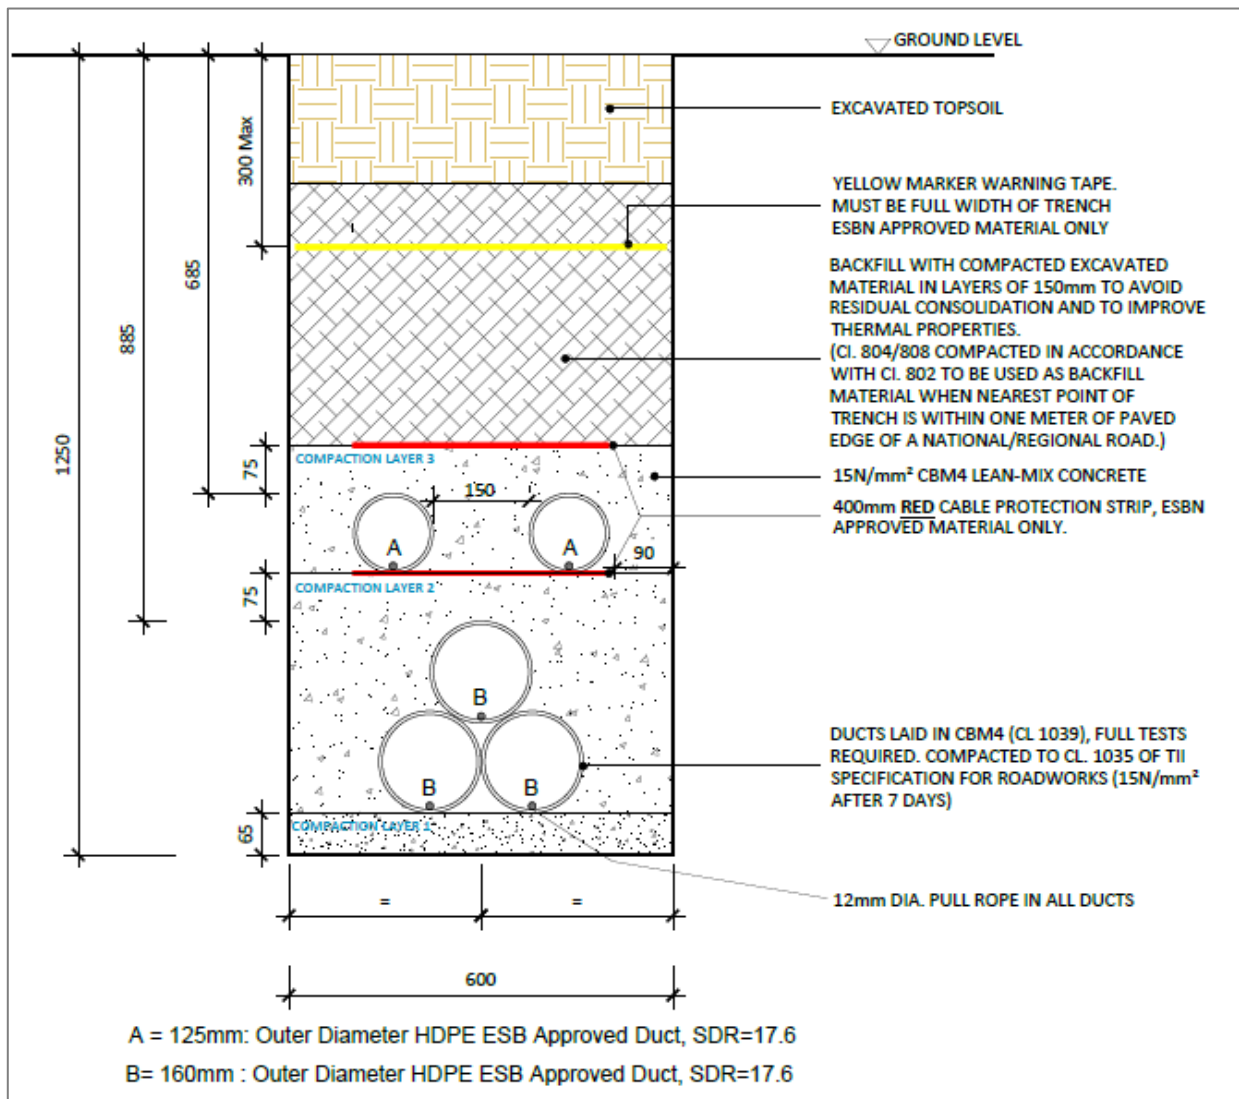 GROUND LEVEL
EXCAVATED TOPSOIL
300 Max
YELLOW MARKER WARNING TAPE.
MUST BE FULL WIDTH OF TRENCH
ESBN APPROVED MATERIAL ONLY
685
885
1250
BACKFILL WITH COMPACTED EXCAVATED
MATERIAL IN LAYERS OF 150mm TO AVOID
RESIDUAL CONSOLIDATION AND TO IMPROVE
THERMAL PROPERTIES.
(Cl. 804/808 COMPACTED IN ACCORDANCE
WITH Cl. 802 TO BE USED AS BACKFILL
MATERIAL WHEN NEAREST POINT OF
TRENCH IS WITHIN ONE METER OF PAVED
EDGE OF A NATIONAL/REGIONAL ROAD.)
COMPACTION LAYER 3
75
150
15N/mm² CBM4 LEAN-MIX CONCRETE
400mm RED CABLE PROTECTION STRIP, ESBN
APPROVED MATERIAL ONLY.
A
A
90
COMPACTION LAYER 2
75
B
B
B
DUCTS LAID IN CBM4 (CL 1039), FULL TESTS
REQUIRED. COMPACTED TO CL. 1035 OF TII
SPECIFICATION FOR ROADWORKS (15N/mm²
AFTER 7 DAYS)
COMPACTION LAYER 1
65
12mm DIA. PULL ROPE IN ALL DUCTS
=
=
600
A = 125mm: Outer Diameter HDPE ESB Approved Duct, SDR=17.6
B= 160mm : Outer Diameter HDPE ESB Approved Duct, SDR=17.6